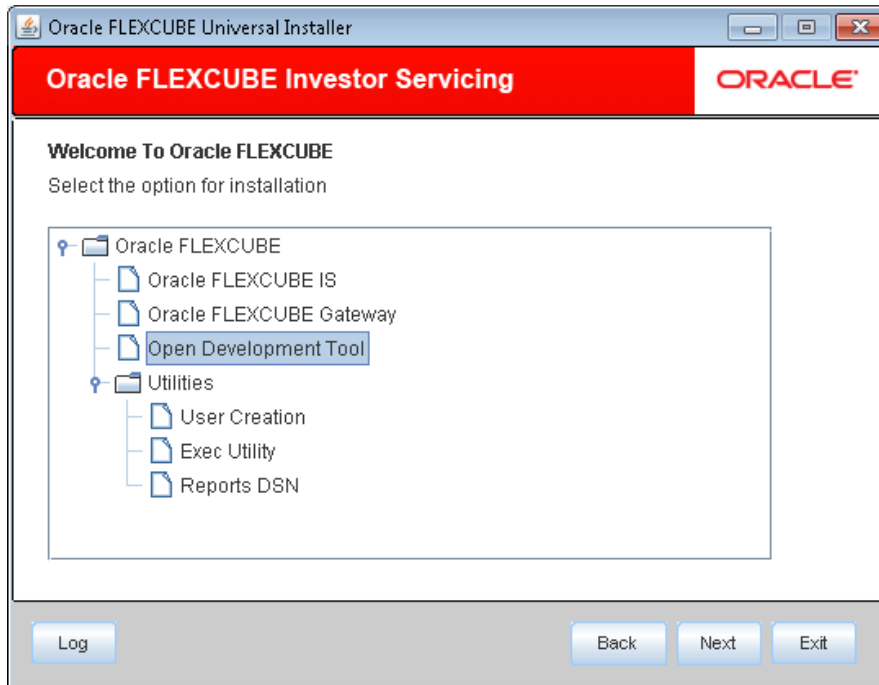 Oracle FLEXCUBE Universal Installer
Oracle FLEXCUBE Investor Servicing
ORACLE
Welcome To Oracle FLEXCUBE
Select the option for installation
Oracle FLEXCUBE
Oracle FLEXCUBE IS
Oracle FLEXCUBE Gateway
Open Development Tool
Utilities
User Creation
Exec Utility
Reports DSN
Log Back Next Exit